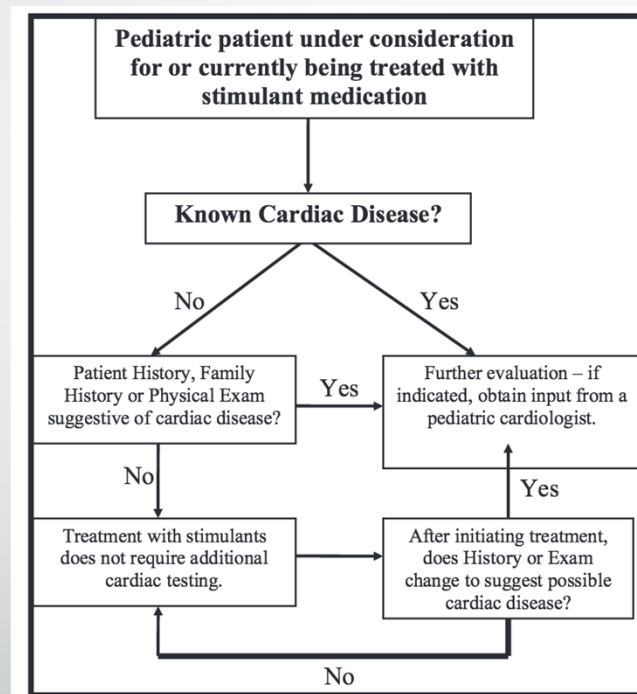 Pediatric patient under consideration
for or currently being treated with
stimulant medication
Known Cardiac Disease?
No
Yes
Patient History, Family
History or Physical Exam
suggestive of cardiac disease?
Yes
Further evaluation – if
indicated, obtain input from a
pediatric cardiologist.
No
Yes
Treatment with stimulants
does not require additional
cardiac testing.
After initiating treatment,
does History or Exam
change to suggest possible
cardiac disease?
No